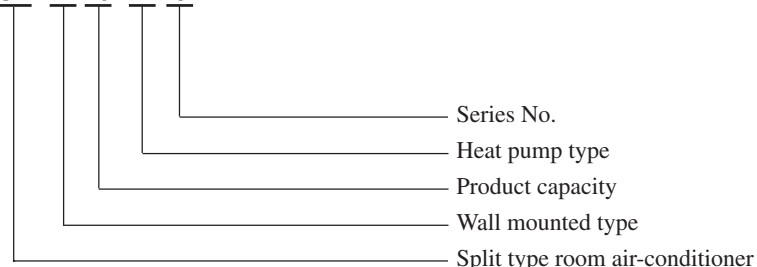 Series No.
Heat pump type
Product capacity
Wall mounted type
Split type room air-conditioner